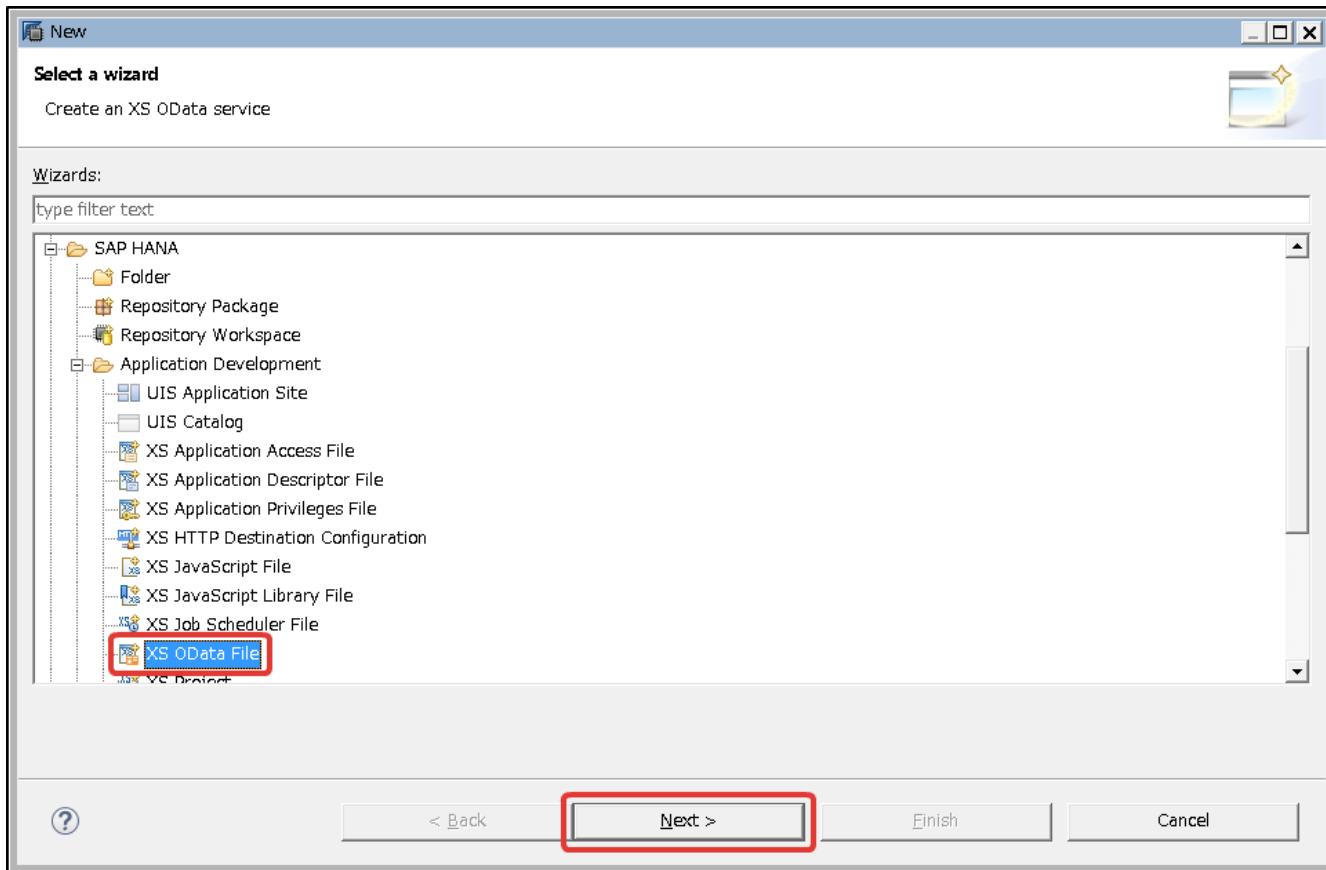 New
Select a wizard
Create an XS OData service
Wizards:
type filter text
SAP HANA
Folder
Repository Package
Repository Workspace
Application Development
UIS Application Site
UIS Catalog
XS Application Access File
XS Application Descriptor File
XS Application Privileges File
XS HTTP Destination Configuration
XS JavaScript File
XS JavaScript Library File
XS Job Scheduler File
XS OData File
XS Project
< Back Next > Finish Cancel